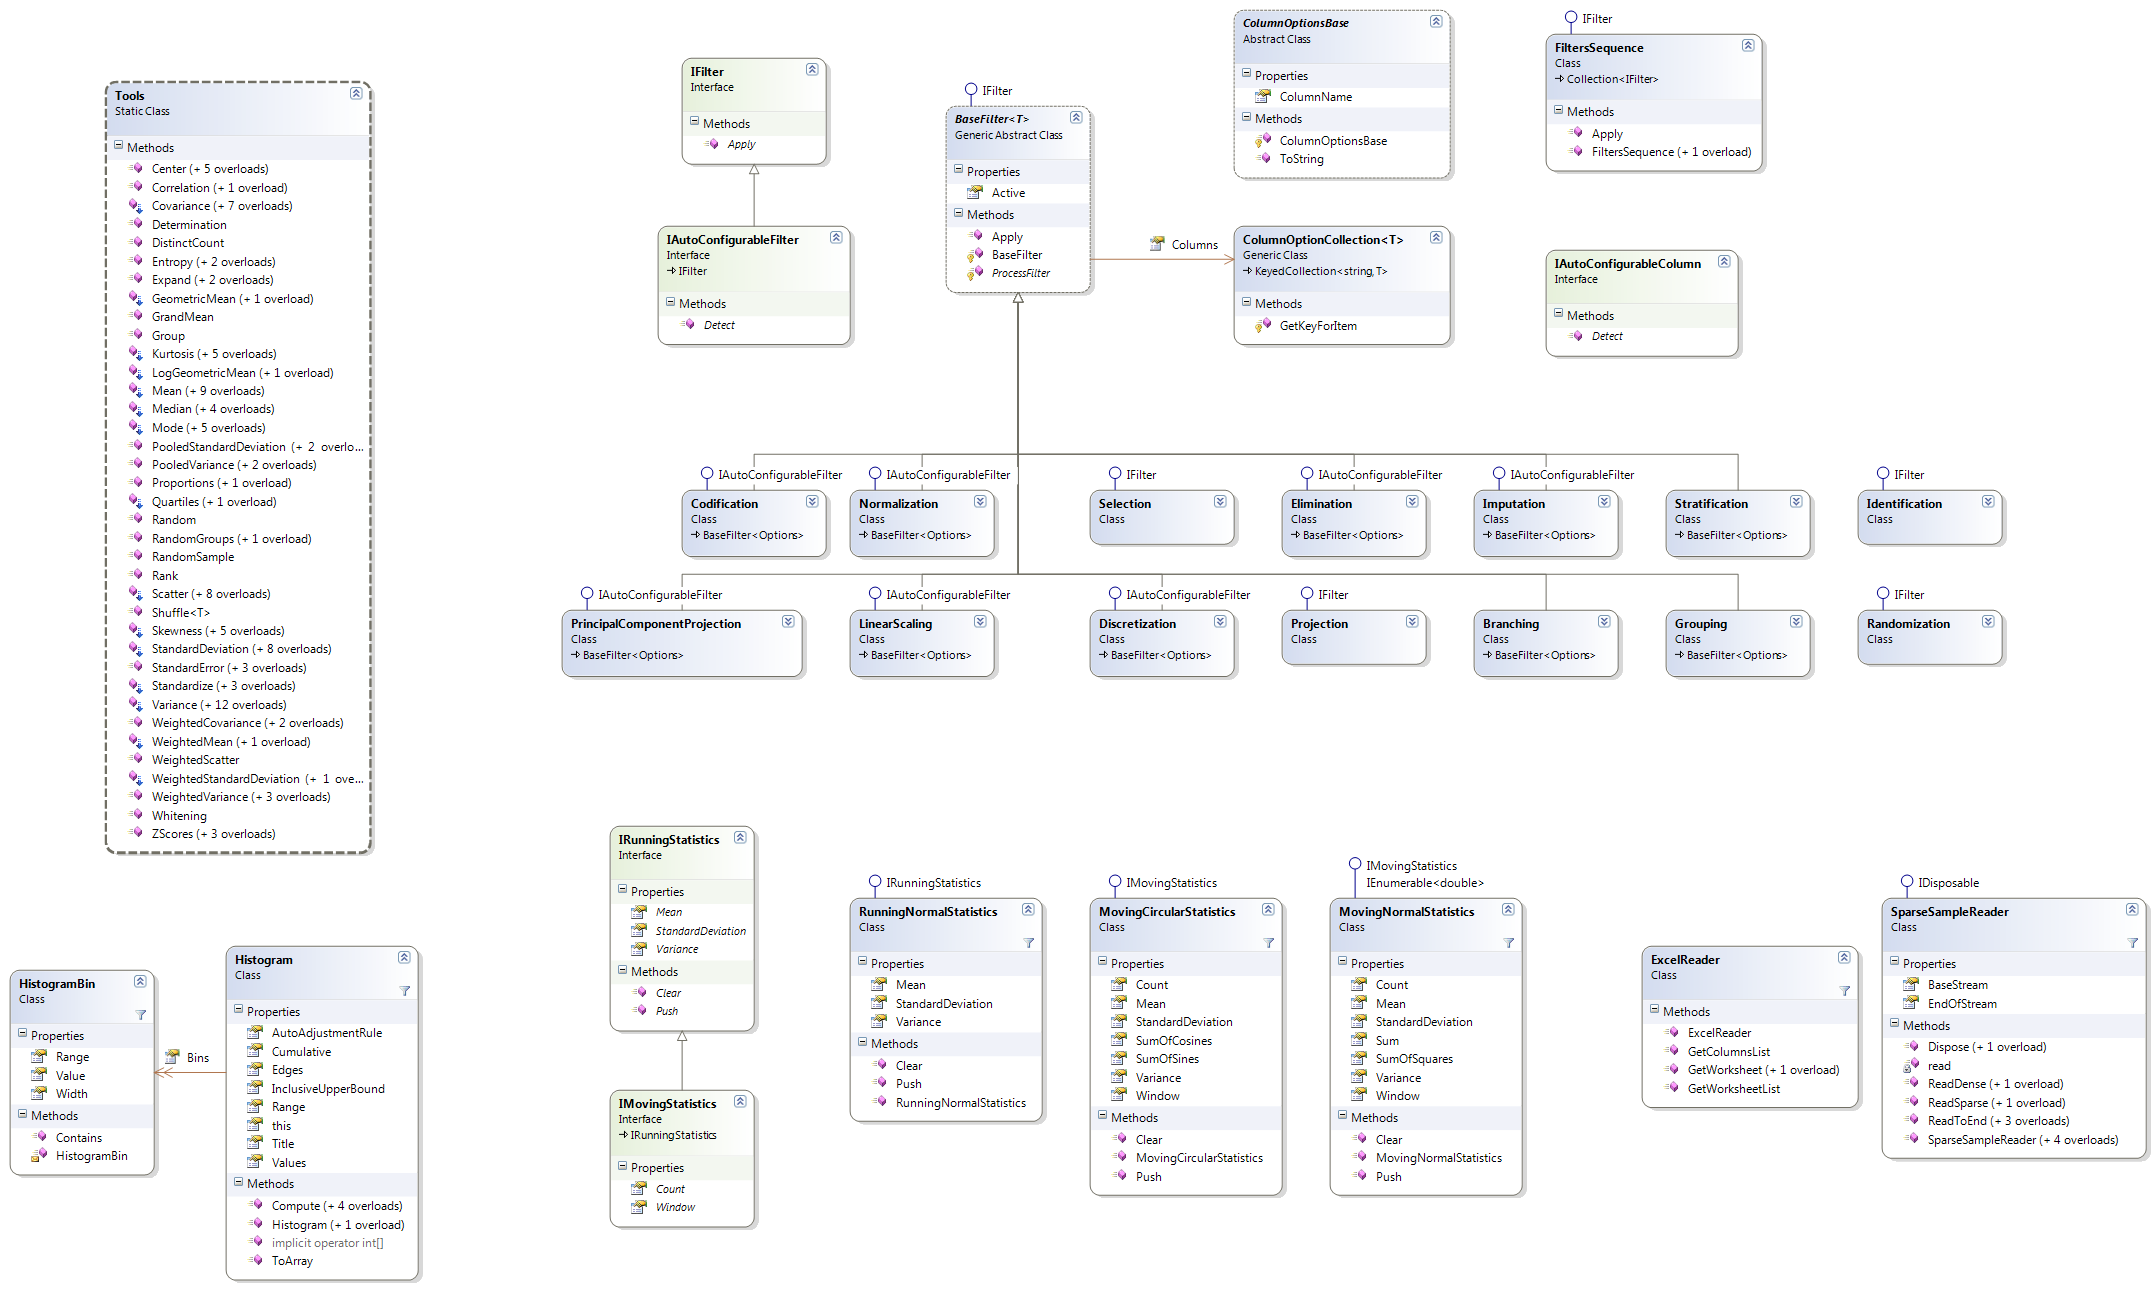 Tools
Static Class
Methods
Center (+ 5 overloads)
Correlation (+ 1 overload)
Covariance (+ 7 overloads)
Determination
DistinctCount
Entropy (+ 2 overloads)
Expand (+ 2 overloads)
GeometricMean (+ 1 overload)
GrandMean
Group
Kurtosis (+ 5 overloads)
LogGeometricMean (+ 1 overload)
Mean (+ 9 overloads)
Median (+ 4 overloads)
Mode (+ 5 overloads)
PooledStandardDeviation (+ 2 overlo...
PooledVariance (+ 2 overloads)
Proportions (+ 1 overload)
Quartiles (+ 1 overload)
Random
RandomGroups (+ 1 overload)
RandomSample
Rank
Scatter (+ 8 overloads)
Shuffle<T>
Skewness (+ 5 overloads)
StandardDeviation (+ 8 overloads)
StandardError (+ 3 overloads)
Standardize (+ 3 overloads)
Variance (+ 12 overloads)
WeightedCovariance (+ 2 overloads)
WeightedMean (+ 1 overload)
WeightedScatter
WeightedStandardDeviation (+ 1 ove...
WeightedVariance (+ 3 overloads)
Whitening
ZScores (+ 3 overloads)
IFilter
Interface
Methods
Apply
IAutoConfigurableFilter
Interface
IFilter
Methods
Detect
IFilter
BaseFilter<T>
Generic Abstract Class
Properties
Active
Methods
Apply
BaseFilter
ProcessFilter
Columns
ColumnOptionsBase
Abstract Class
Properties
ColumnName
Methods
ColumnOptionsBase
ToString
ColumnOptionCollection<T>
Generic Class
KeyedCollection<string,T>
Methods
GetKeyForItem
IFilter
FiltersSequence
Class
Collection<IFilter>
Methods
Apply
FiltersSequence (+ 1 overload)
IAutoConfigurableColumn
Interface
Methods
Detect
IAutoConfigurableFilter
Codification
Class
BaseFilter<Options>
IAutoConfigurableFilter
Normalization
Class
BaseFilter<Options>
IFilter
Selection
Class
IAutoConfigurableFilter
Elimination
Class
BaseFilter<Options>
IAutoConfigurableFilter
Imputation
Class
BaseFilter<Options>
Stratification
Class
BaseFilter<Options>
IFilter
Identification
Class
IAutoConfigurableFilter
PrincipalComponentProjection
Class
BaseFilter<Options>
IAutoConfigurableFilter
LinearScaling
Class
BaseFilter<Options>
IAutoConfigurableFilter
Discretization
Class
BaseFilter<Options>
IFilter
Projection
Class
Branching
Class
BaseFilter<Options>
Grouping
Class
BaseFilter<Options>
IFilter
Randomization
Class
HistogramBin
Class
Properties
Range
Value
Width
Methods
Contains
HistogramBin
Bins
Histogram
Class
Properties
AutoAdjustmentRule
Cumulative
Edges
InclusiveUpperBound
Range
this
Title
Values
Methods
Compute (+ 4 overloads)
Histogram (+ 1 overload)
implicit operator int[]
ToArray
IRunningStatistics
Interface
Properties
Mean
StandardDeviation
Variance
Methods
Clear
Push
IMovingStatistics
Interface
IRunningStatistics
Properties
Count
Window
IRunningStatistics
RunningNormalStatistics
Class
Properties
Mean
StandardDeviation
Variance
Methods
Clear
Push
RunningNormalStatistics
IMovingStatistics
MovingCircularStatistics
Class
Properties
Count
Mean
StandardDeviation
SumOfCosines
SumOfSines
Variance
Window
Methods
Clear
MovingCircularStatistics
Push
IMovingStatistics
IEnumerable<double>
MovingNormalStatistics
Class
Properties
Count
Mean
StandardDeviation
Sum
SumOfSquares
Variance
Window
Methods
Clear
MovingNormalStatistics
Push
ExcelReader
Class
Methods
ExcelReader
GetColumnsList
GetWorksheet (+ 1 overload)
GetWorksheetList
IDisposable
SparseSampleReader
Class
Properties
BaseStream
EndOfStream
Methods
Dispose (+ 1 overload)
read
ReadDense (+ 1 overload)
ReadSparse (+ 1 overload)
ReadToEnd (+ 3 overloads)
SparseSampleReader (+ 4 overloads)